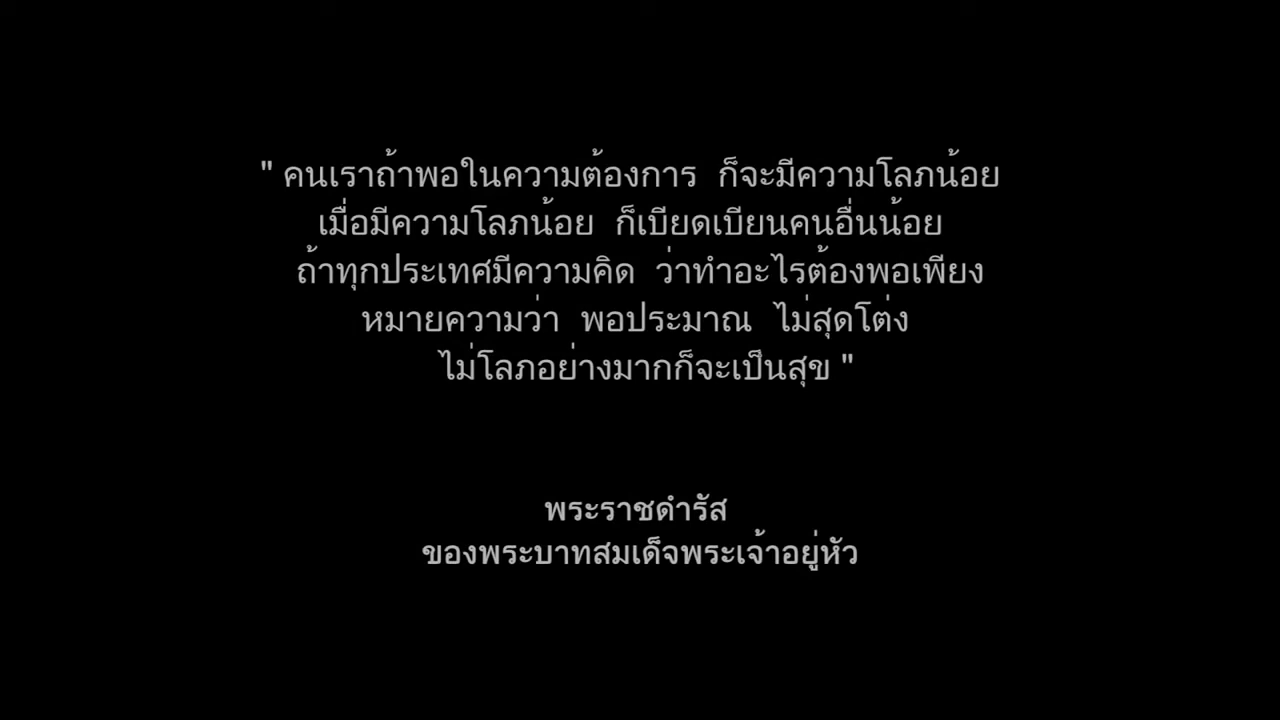 " คนเราถ้าพอในความต้องการ ก็จะมีความโลภน้อย
เมื่อมีความโลภน้อย ก็เบียดเบียนคนอื่นน้อย
ถ้าทุกประเทศมีความคิด ว่าทำอะไรต้องพอเพียง
หมายความว่า พอประมาณ ไม่สุดโต่ง
ไม่โลภอย่างมากก็จะเป็นสุข "
พระราชดำรัส
ของพระบาทสมเด็จพระเจ้าอยู่หัว